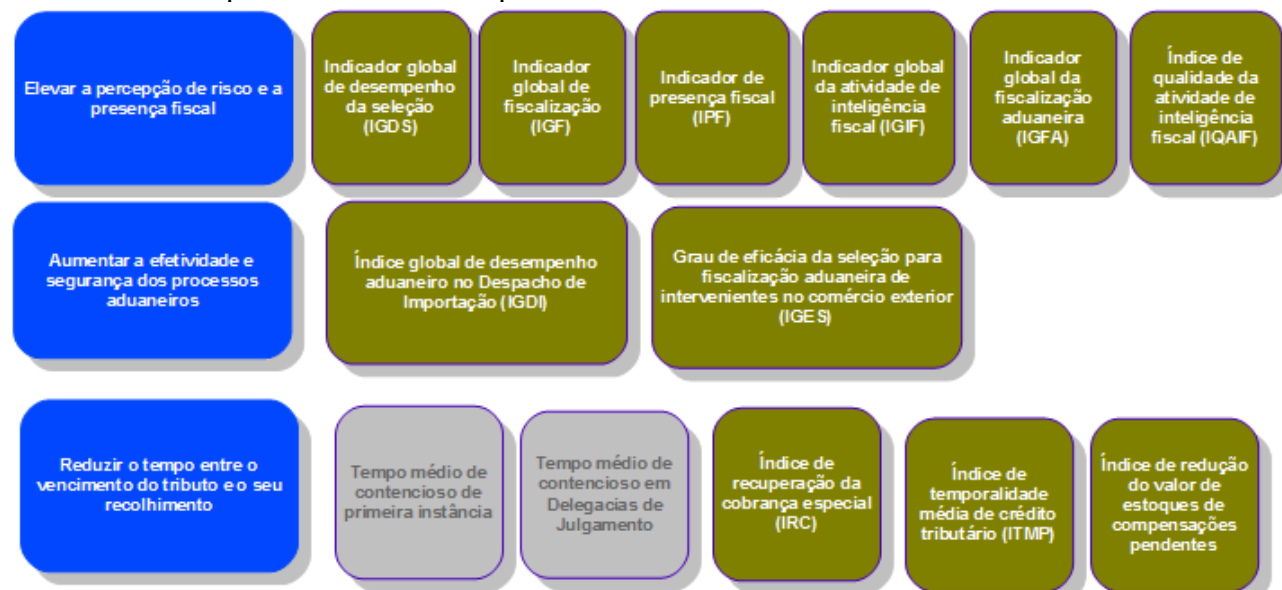 Elevar a percepção de risco e a
presença fiscal
Indicador global
de desempenho
da seleção
(IGDS)
Indicador
global de
fiscalização
(IGF)
Indicador de
presença fiscal
(IPF)
Indicador global
da atividade de
inteligência
fiscal (IGIF)
Indicador
global da
fiscalização
aduaneira
(IGFA)
Índice de
qualidade da
atividade de
inteligência
fiscal (IQAIF)
Aumentar a efetividade e
segurança dos processos
aduaneiros
Índice global de desempenho
aduaneiro no Despacho de
Importação (IGDI)
Grau de eficácia da seleção para
fiscalização aduaneira de
intervenientes no comércio exterior
(IGES)
Reduzir o tempo entre o
vencimento do tributo e o seu
recolhimento
Tempo médio de
contencioso de
primeira instância
Tempo médio de
contencioso em
Delegacias de
Julgamento
Índice de
recuperação da
cobrança especial
(IRC)
Índice de
temporalidade
média de crédito
tributário (ITMP)
Índice de redução
do valor de
estoques de
compensações
pendentes